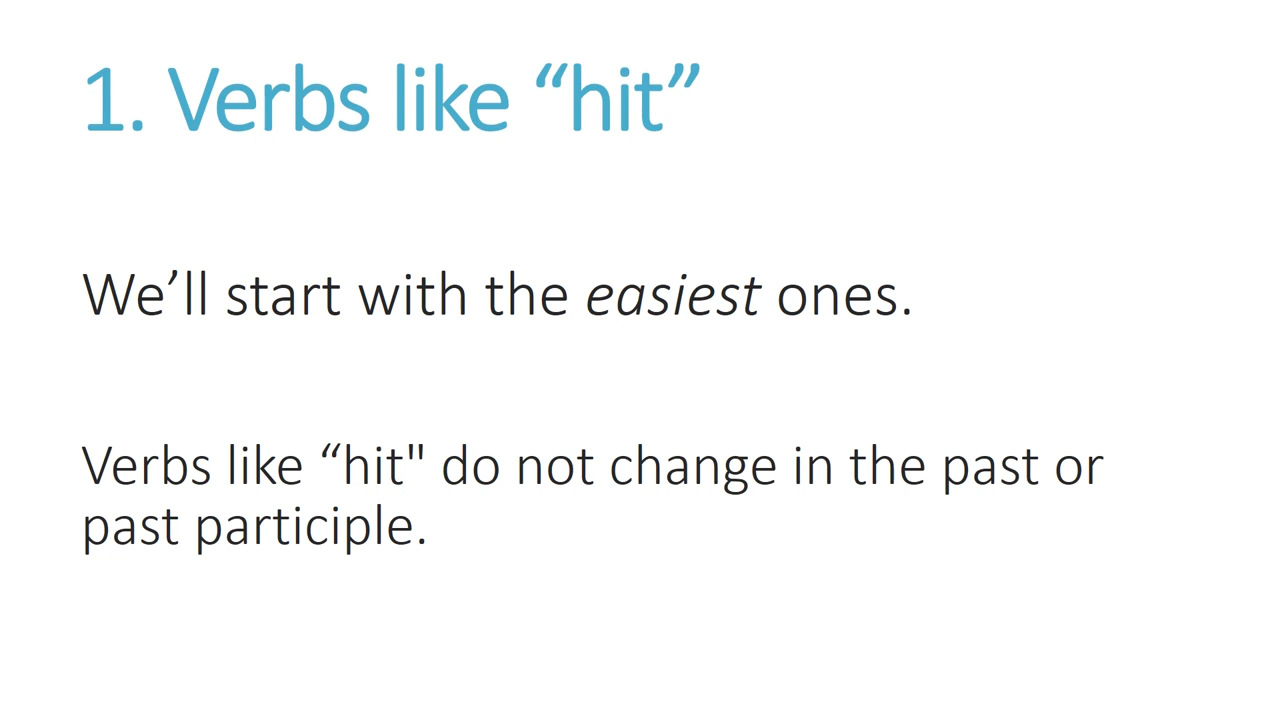 1. Verbs like “hit”
We’ll start with the easiest ones.
Verbs like “hit" do not change in the past or
past participle.